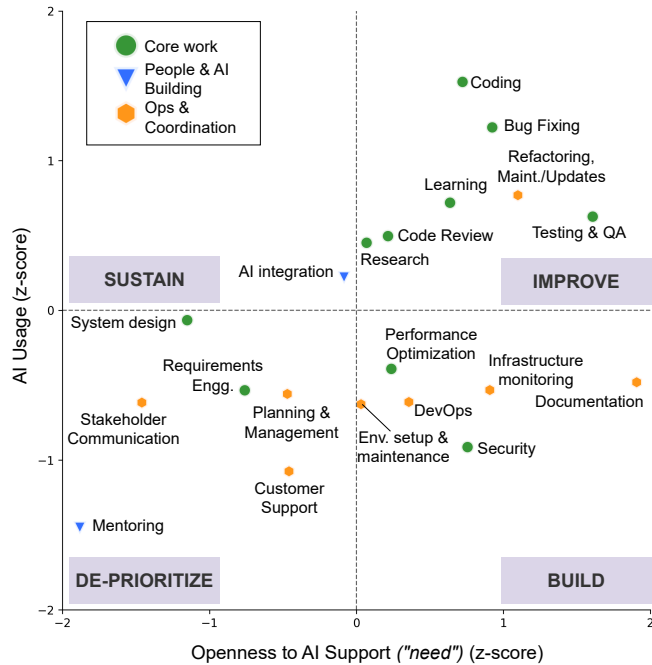 2
Core work
People & AI
Building
Ops &
Coordination
Coding
Bug Fixing
Refactoring,
Maint./Updates
1
Learning
Testing & QA
Code Review
Research
AI integration
SUSTAIN
IMPROVE
AI Usage (z-score)
0
System design
Performance
Optimization
Requirements
Engg.
Infrastructure
monitoring
Documentation
Stakeholder
Communication
Planning &
Management
Env. setup &
maintenance
DevOps
Security
−1
Customer
Support
Mentoring
DE-PRIORITIZE
BUILD
−2
−2 −1 0 1 2
Openness to AI Support ("need") (z-score)